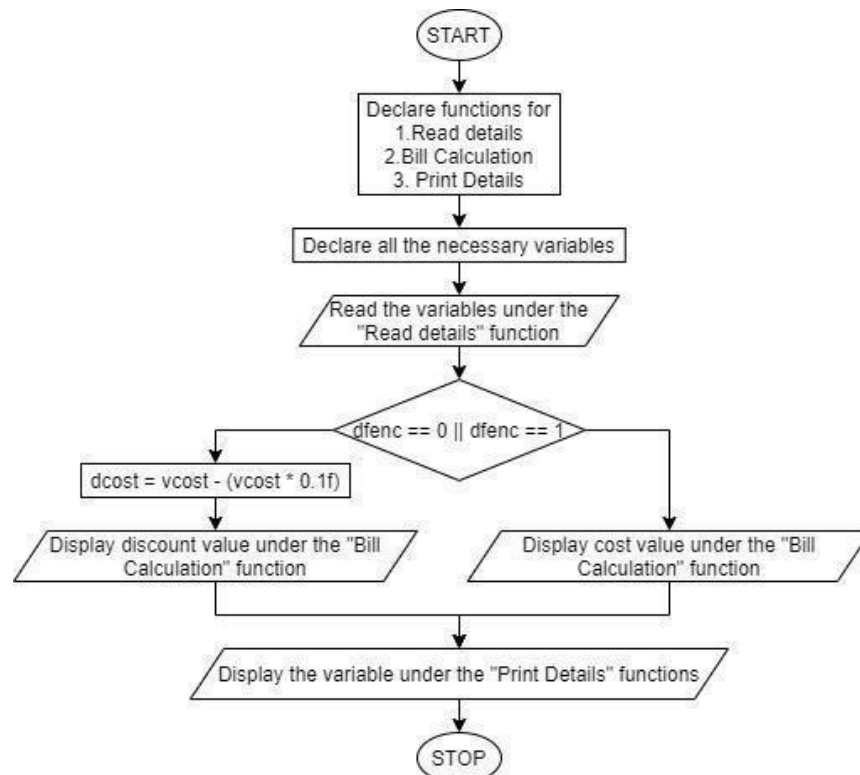 START
Declare functions for
1.Read details
2.Bill Calculation
3. Print Details
Declare all the necessary variables
Read the variables under the
"Read details" function
dfenc == 0 || dfenc == 1
dcost = vcost - (vcost * 0.1f)
Display discount value under the "Bill
Calculation" function
Display cost value under the "Bill
Calculation" function
Display the variable under the "Print Details" functions
STOP